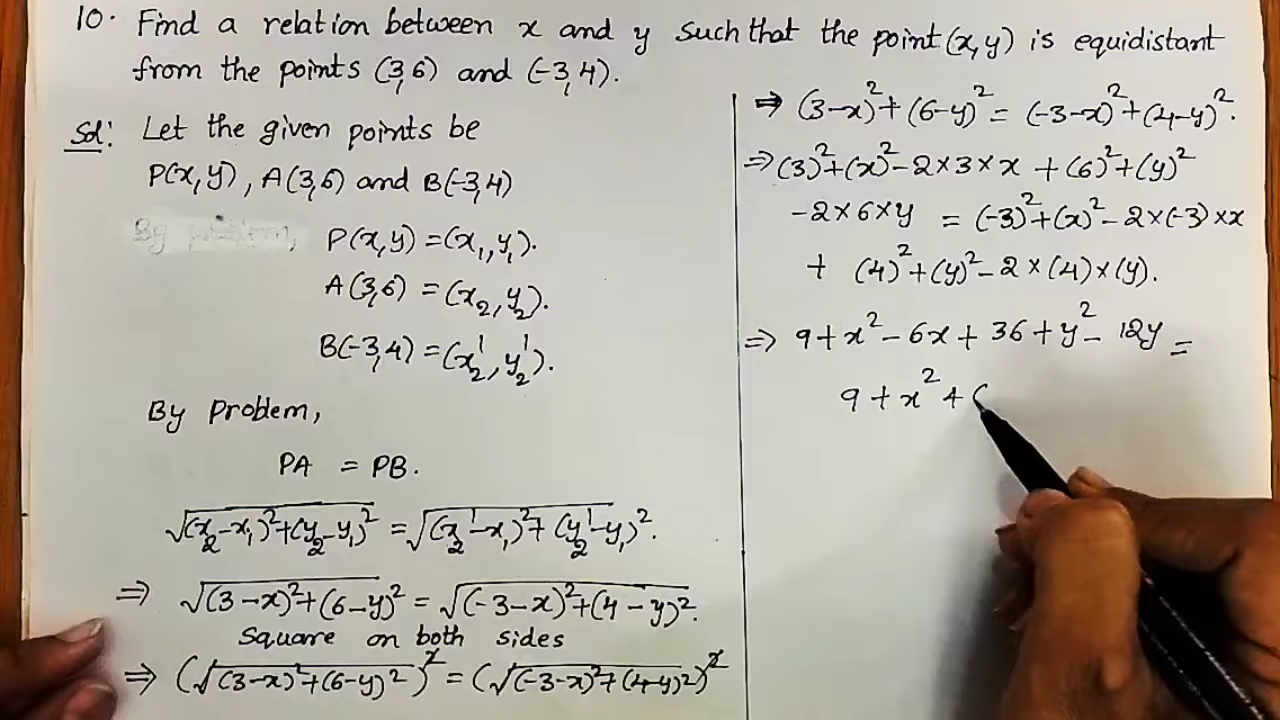 10. Find a relation between x and y such that the point (x, y) is equidistant
from the points (3, 6) and (-3, 4).
Sol: Let the given points be
P(x, y), A(3, 6) and B(-3, 4)
By problem,
P(x, y) = (x₁, y₁).
A(3, 6) = (x₂, y₂).
B(-3, 4) = (x₂', y₂').
By Problem,
PA = PB.
√(x₂-x₁)²+(y₂-y₁)² = √(x₂'-x₁)²+(y₂'-y₁)².
⇒ √(3-x)²+(6-y)² = √(-3-x)²+(4-y)².
Square on both sides
⇒ (√(3-x)²+(6-y)²)² = (√(-3-x)²+(4-y)²)²
⇒ (3-x)²+(6-y)² = (-3-x)²+(4-y)².
⇒ (3)²+(x)²-2×3×x + (6)²+(y)²
-2×6×y = (-3)²+(x)²-2×(-3)×x
+ (4)²+(y)²-2×(4)×(y).
⇒ 9+x²-6x+36+y²-12y =
9+x²+